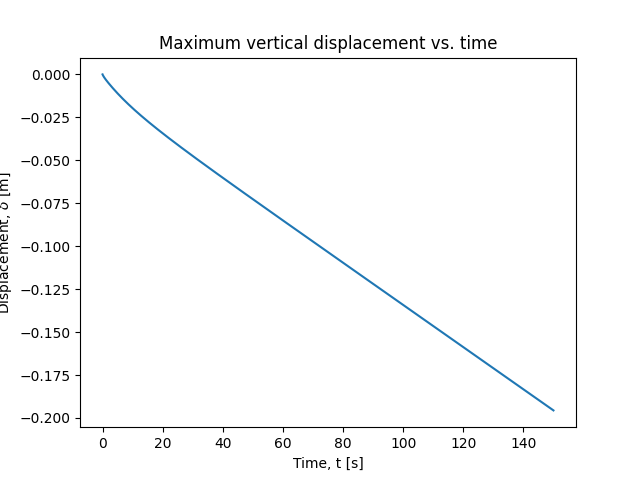 Maximum vertical displacement vs. time
0.000
−0.025
−0.050
−0.075
−0.100
−0.125
−0.150
−0.175
−0.200
Displacement, δ [m]
0 20 40 60 80 100 120 140
Time, t [s]